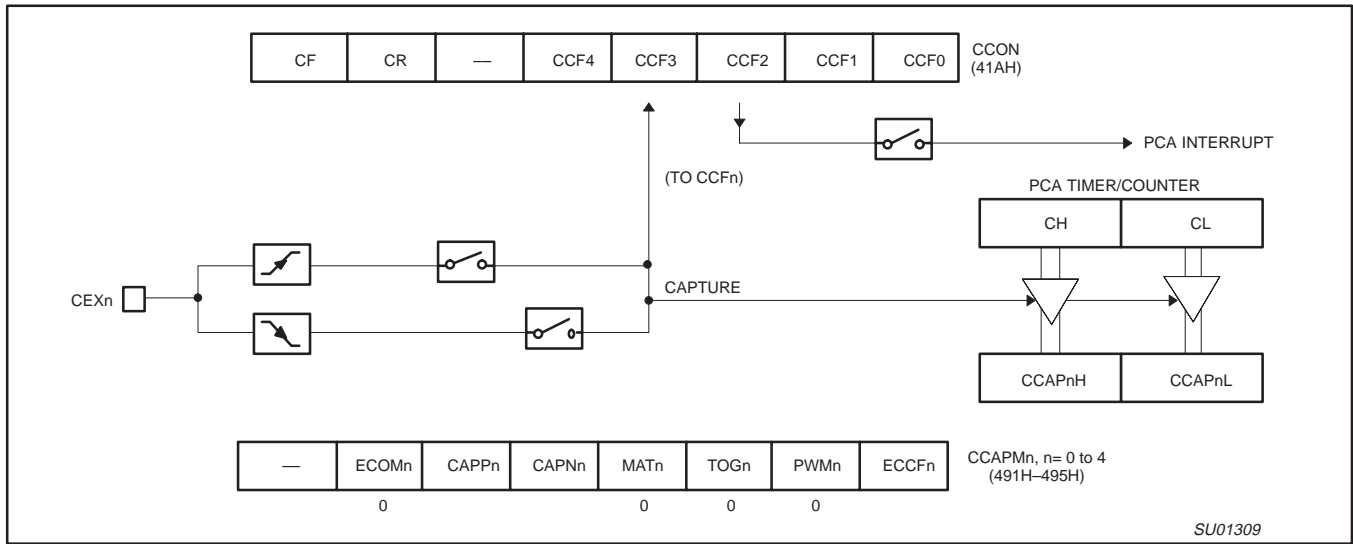 CF CR — CCF4 CCF3 CCF2 CCF1 CCF0
CCON
(41AH)
PCA INTERRUPT
(TO CCFn)
PCA TIMER/COUNTER
CH CL
CEXn
CAPTURE
CCAPnH CCAPnL
— ECOMn CAPPn CAPNn MATn TOGn PWMn ECCFn
CCAPMn, n= 0 to 4
(491H–495H)
0 0 0 0
SU01309